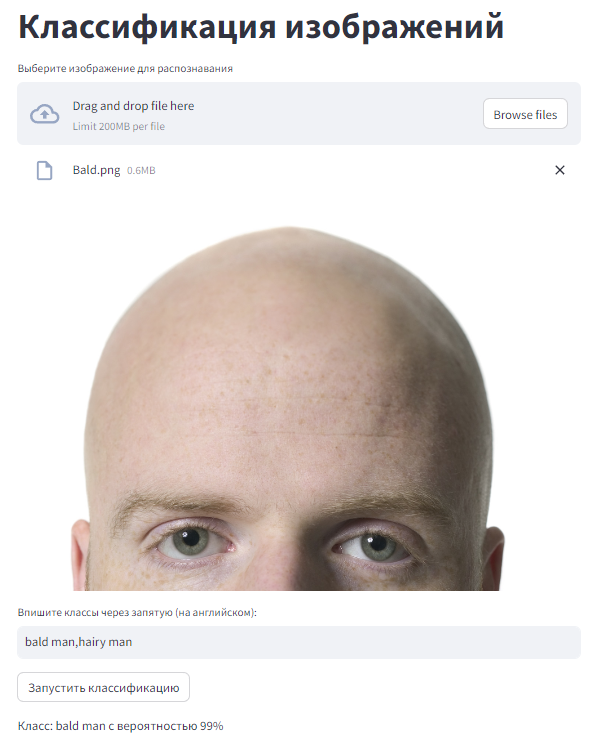 Классификация изображений
Выберите изображение для распознавания
Drag and drop file here
Limit 200MB per file
Browse files
Bald.png 0.6MB
Впишите классы через запятую (на английском):
bald man,hairy man
Запустить классификацию
Класс: bald man с вероятностью 99%